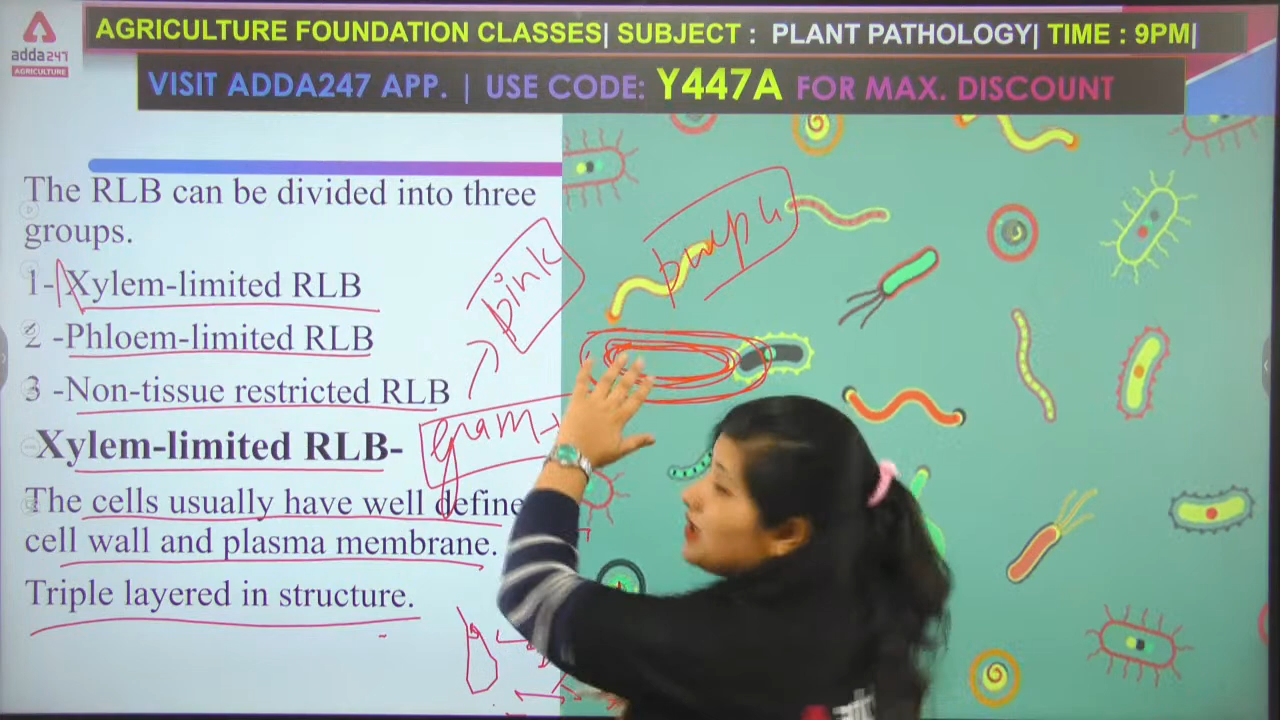 AGRICULTURE FOUNDATION CLASSES| SUBJECT : PLANT PATHOLOGY| TIME : 9PM|
adda247
AGRICULTURE
VISIT ADDA247 APP. | USE CODE: Y447A FOR MAX. DISCOUNT
The RLB can be divided into three
groups.
1- Xylem-limited RLB
2 -Phloem-limited RLB
3 -Non-tissue restricted RLB
Xylem-limited RLB-
The cells usually have well define
cell wall and plasma membrane.
Triple layered in structure.
pink
gram +